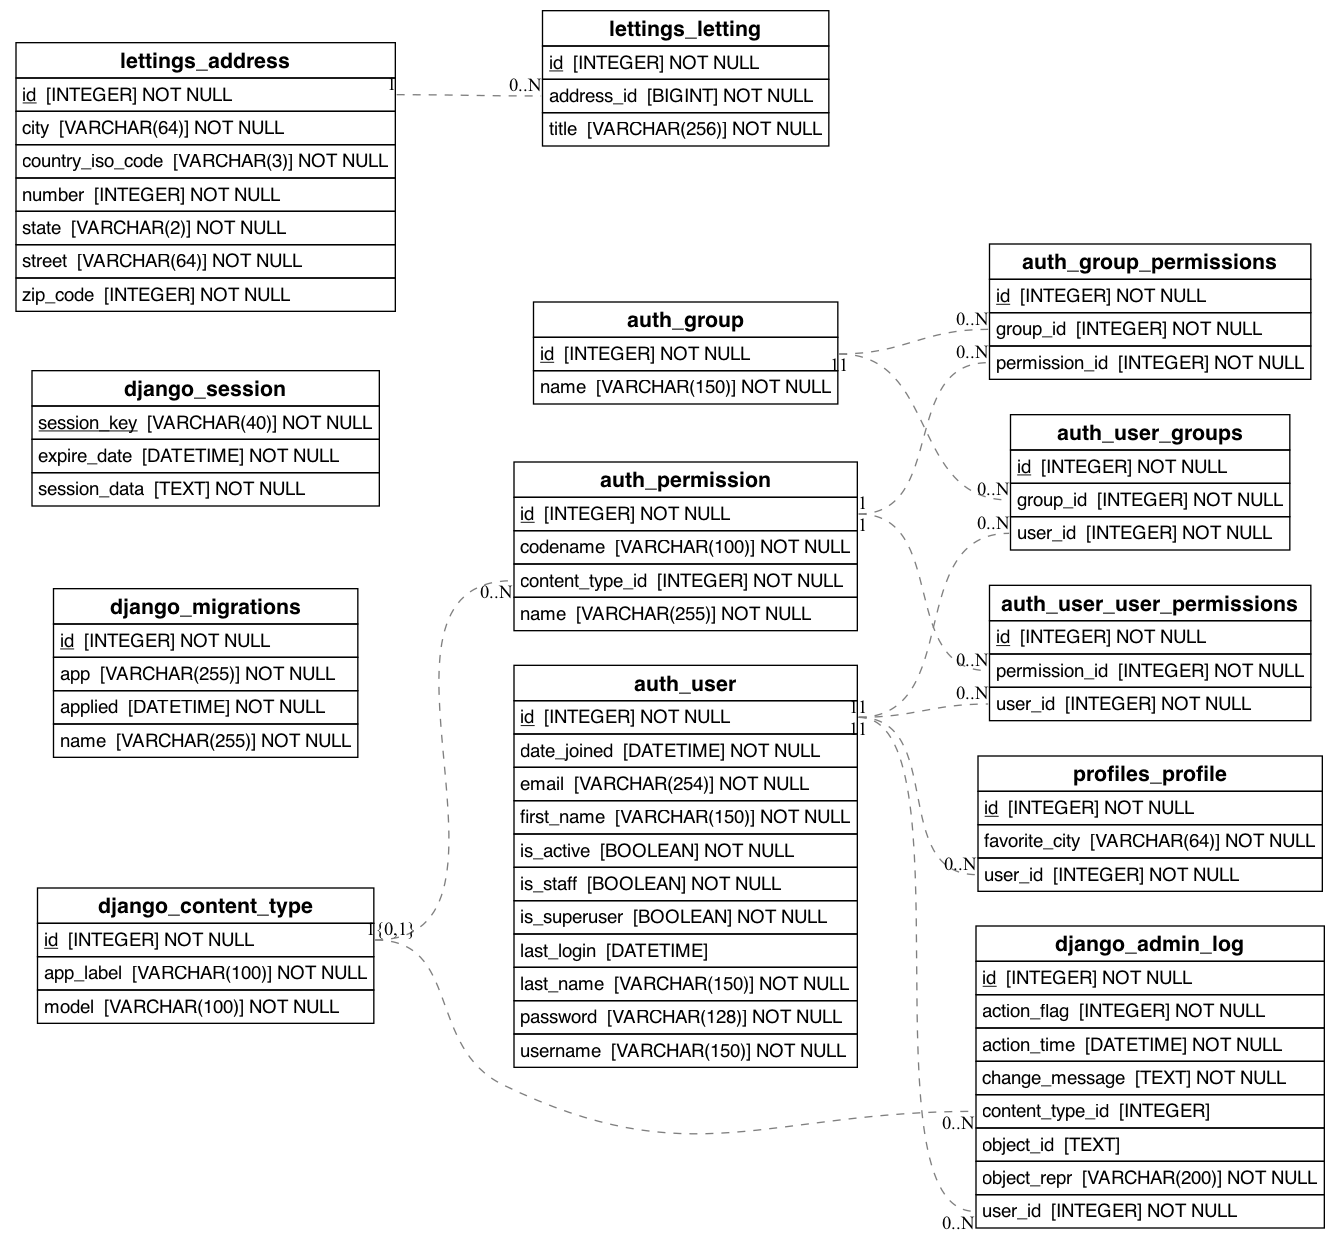 lettings_address
id [INTEGER] NOT NULL
city [VARCHAR(64)] NOT NULL
country_iso_code [VARCHAR(3)] NOT NULL
number [INTEGER] NOT NULL
state [VARCHAR(2)] NOT NULL
street [VARCHAR(64)] NOT NULL
zip_code [INTEGER] NOT NULL
1
0..N
lettings_letting
id [INTEGER] NOT NULL
address_id [BIGINT] NOT NULL
title [VARCHAR(256)] NOT NULL
django_session
session_key [VARCHAR(40)] NOT NULL
expire_date [DATETIME] NOT NULL
session_data [TEXT] NOT NULL
django_migrations
id [INTEGER] NOT NULL
app [VARCHAR(255)] NOT NULL
applied [DATETIME] NOT NULL
name [VARCHAR(255)] NOT NULL
django_content_type
id [INTEGER] NOT NULL
app_label [VARCHAR(100)] NOT NULL
model [VARCHAR(100)] NOT NULL
1
{0,1}
auth_group
id [INTEGER] NOT NULL
name [VARCHAR(150)] NOT NULL
1
1
auth_permission
id [INTEGER] NOT NULL
codename [VARCHAR(100)] NOT NULL
content_type_id [INTEGER] NOT NULL
name [VARCHAR(255)] NOT NULL
0..N
1
1
auth_user
id [INTEGER] NOT NULL
date_joined [DATETIME] NOT NULL
email [VARCHAR(254)] NOT NULL
first_name [VARCHAR(150)] NOT NULL
is_active [BOOLEAN] NOT NULL
is_staff [BOOLEAN] NOT NULL
is_superuser [BOOLEAN] NOT NULL
last_login [DATETIME]
last_name [VARCHAR(150)] NOT NULL
password [VARCHAR(128)] NOT NULL
username [VARCHAR(150)] NOT NULL
1
1
1
1
auth_group_permissions
id [INTEGER] NOT NULL
group_id [INTEGER] NOT NULL
permission_id [INTEGER] NOT NULL
0..N
0..N
auth_user_groups
id [INTEGER] NOT NULL
group_id [INTEGER] NOT NULL
user_id [INTEGER] NOT NULL
0..N
0..N
auth_user_user_permissions
id [INTEGER] NOT NULL
permission_id [INTEGER] NOT NULL
user_id [INTEGER] NOT NULL
0..N
0..N
profiles_profile
id [INTEGER] NOT NULL
favorite_city [VARCHAR(64)] NOT NULL
user_id [INTEGER] NOT NULL
0..N
django_admin_log
id [INTEGER] NOT NULL
action_flag [INTEGER] NOT NULL
action_time [DATETIME] NOT NULL
change_message [TEXT] NOT NULL
content_type_id [INTEGER]
object_id [TEXT]
object_repr [VARCHAR(200)] NOT NULL
user_id [INTEGER] NOT NULL
0..N
0..N